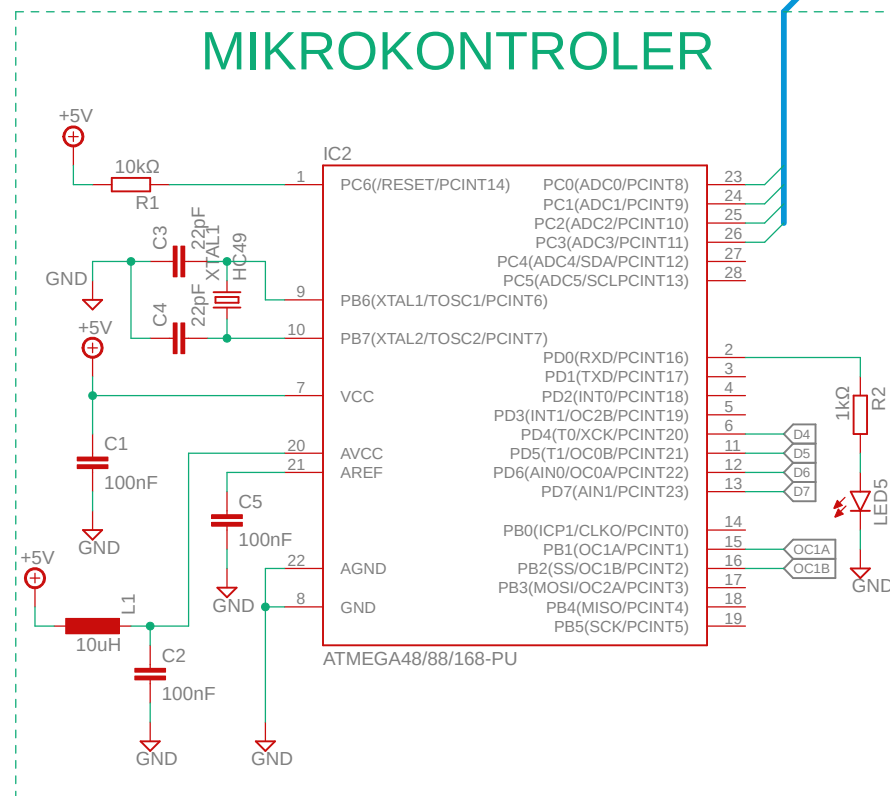 MIKROKONTROLER
+5V
10kΩ
R1
C3
22pF
XTAL1
HC49
GND
C4
22pF
+5V
C1
100nF
GND
C5
100nF
GND
+5V
L1
10uH
C2
100nF
GND
GND
IC2
1 PC6(/RESET/PCINT14)
9 PB6(XTAL1/TOSC1/PCINT6)
10 PB7(XTAL2/TOSC2/PCINT7)
7 VCC
20 AVCC
21 AREF
22 AGND
8 GND
PC0(ADC0/PCINT8) 23
PC1(ADC1/PCINT9) 24
PC2(ADC2/PCINT10) 25
PC3(ADC3/PCINT11) 26
PC4(ADC4/SDA/PCINT12) 27
PC5(ADC5/SCLPCINT13) 28
PD0(RXD/PCINT16) 2
PD1(TXD/PCINT17) 3
PD2(INT0/PCINT18) 4
PD3(INT1/OC2B/PCINT19) 5
PD4(T0/XCK/PCINT20) 6 D4
PD5(T1/OC0B/PCINT21) 11 D5
PD6(AIN0/OC0A/PCINT22) 12 D6
PD7(AIN1/PCINT23) 13 D7
PB0(ICP1/CLKO/PCINT0) 14
PB1(OC1A/PCINT1) 15 OC1A
PB2(SS/OC1B/PCINT2) 16 OC1B
PB3(MOSI/OC2A/PCINT3) 17
PB4(MISO/PCINT4) 18
PB5(SCK/PCINT5) 19
ATMEGA48/88/168-PU
1kΩ
R2
LED5
GND